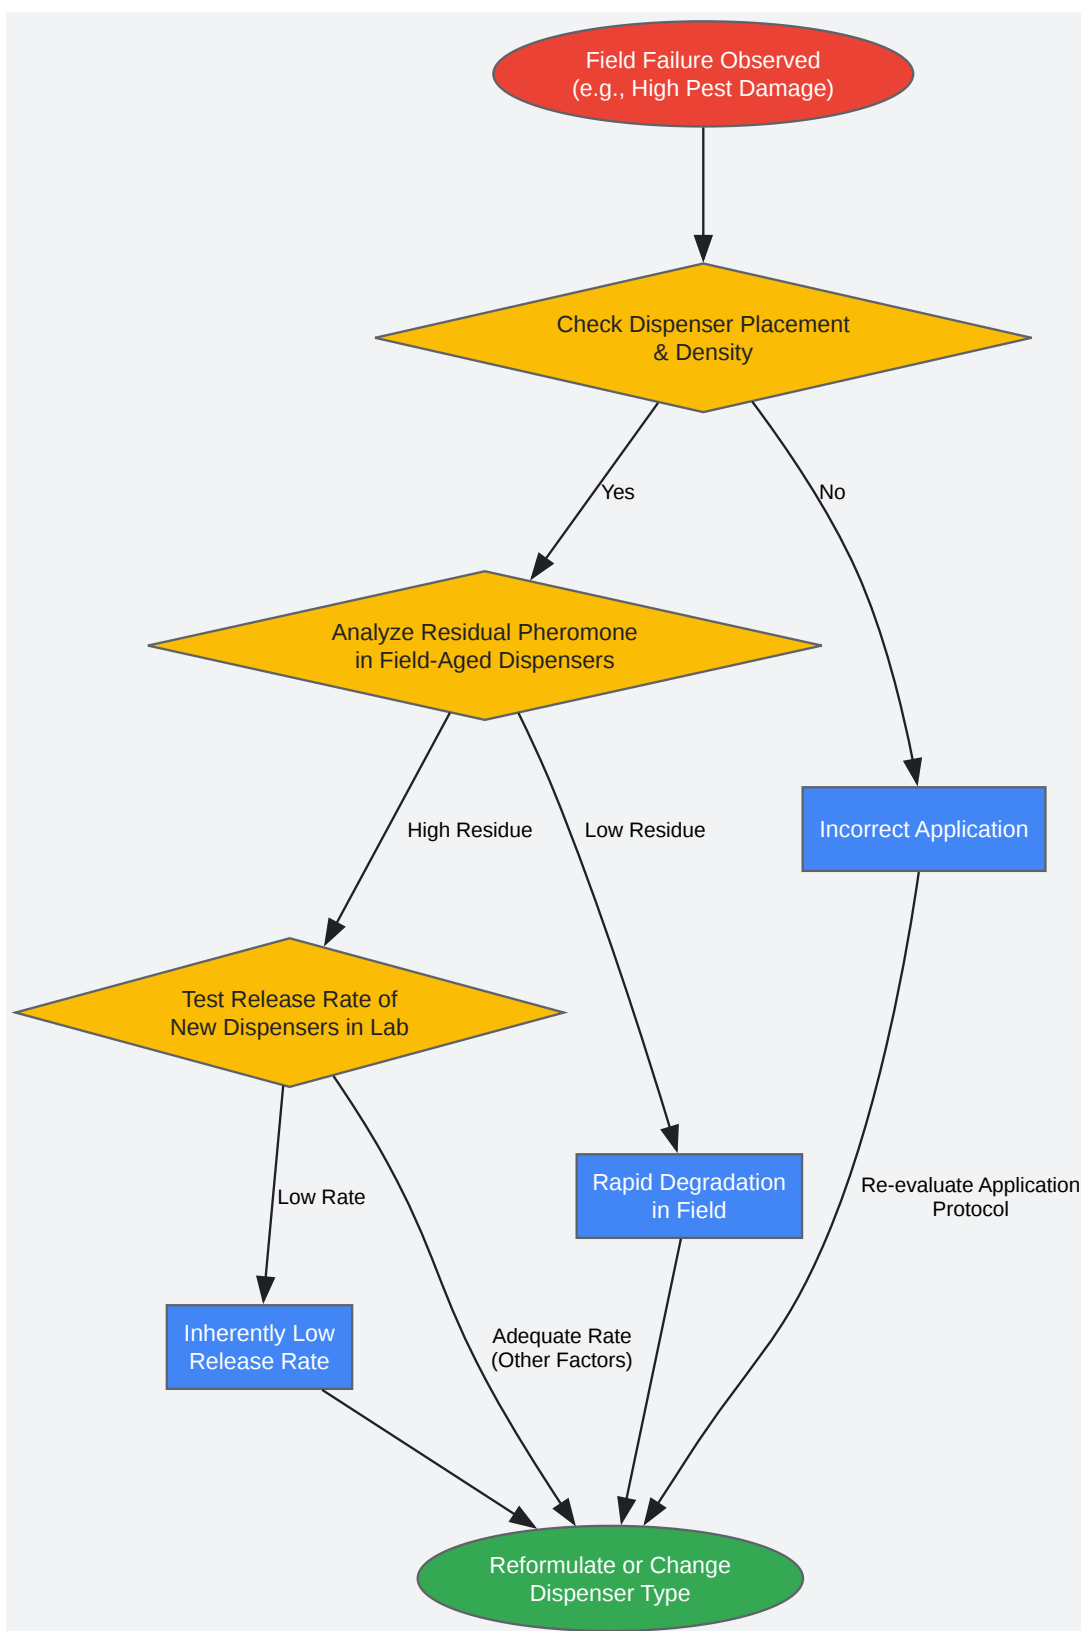 Field Failure Observed
(e.g., High Pest Damage)
Check Dispenser Placement
& Density
Yes
No
Analyze Residual Pheromone
in Field-Aged Dispensers
High Residue
Low Residue
Incorrect Application
Test Release Rate of
New Dispensers in Lab
Low Rate
Rapid Degradation
in Field
Re-evaluate Application
Protocol
Inherently Low
Release Rate
Adequate Rate
(Other Factors)
Reformulate or Change
Dispenser Type